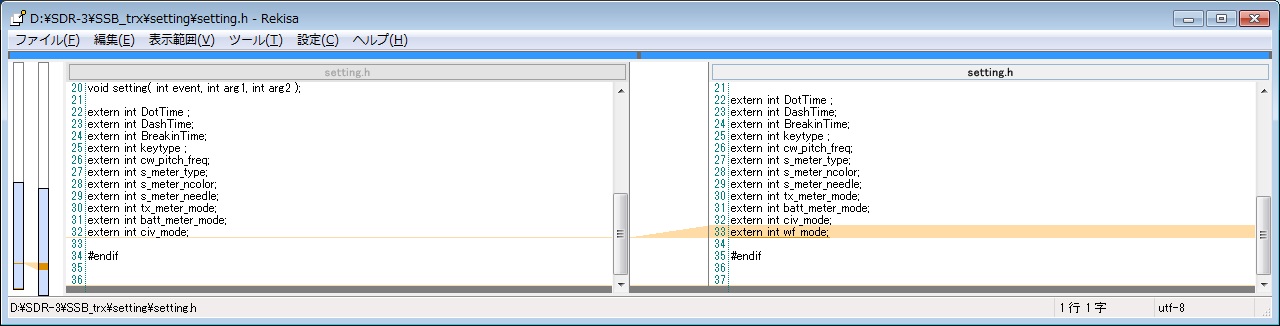 D:¥SDR-3¥SSB_trx¥setting¥setting.h - Rekisa
ファイル(F) 編集(E) 表示範囲(V) ツール(T) 設定(C) ヘルプ(H)
setting.h
20 void setting( int event, int arg1, int arg2 );
21
22 extern int DotTime ;
23 extern int DashTime;
24 extern int BreakinTime;
25 extern int keytype ;
26 extern int cw_pitch_freq;
27 extern int s_meter_type;
28 extern int s_meter_ncolor;
29 extern int s_meter_needle;
30 extern int tx_meter_mode;
31 extern int batt_meter_mode;
32 extern int civ_mode;
33
34 #endif
35
36
setting.h
21
22 extern int DotTime ;
23 extern int DashTime;
24 extern int BreakinTime;
25 extern int keytype ;
26 extern int cw_pitch_freq;
27 extern int s_meter_type;
28 extern int s_meter_ncolor;
29 extern int s_meter_needle;
30 extern int tx_meter_mode;
31 extern int batt_meter_mode;
32 extern int civ_mode;
33 extern int wf_mode;
34
35 #endif
36
37
D:¥SDR-3¥SSB_trx¥setting¥setting.h 1 行 1 字 utf-8